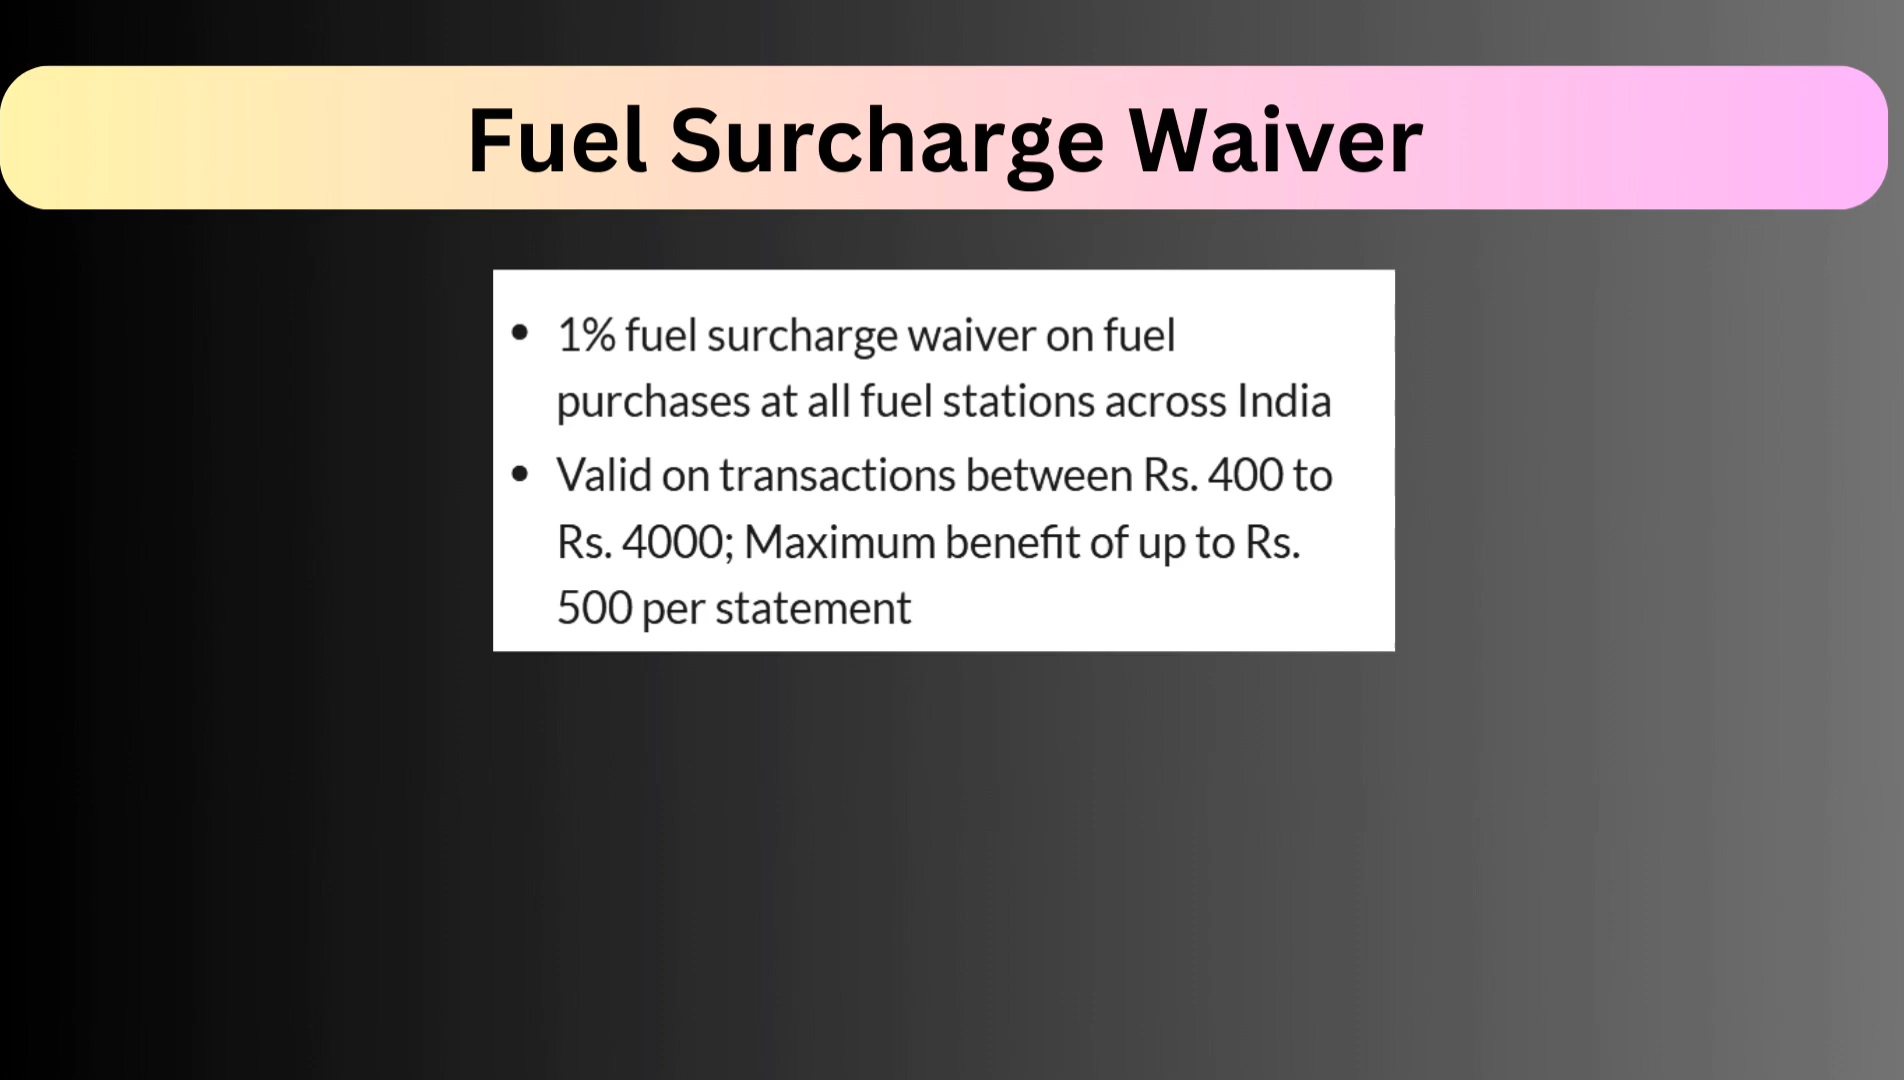 Fuel Surcharge Waiver
• 1% fuel surcharge waiver on fuel
purchases at all fuel stations across India
• Valid on transactions between Rs. 400 to
Rs. 4000; Maximum benefit of up to Rs.
500 per statement